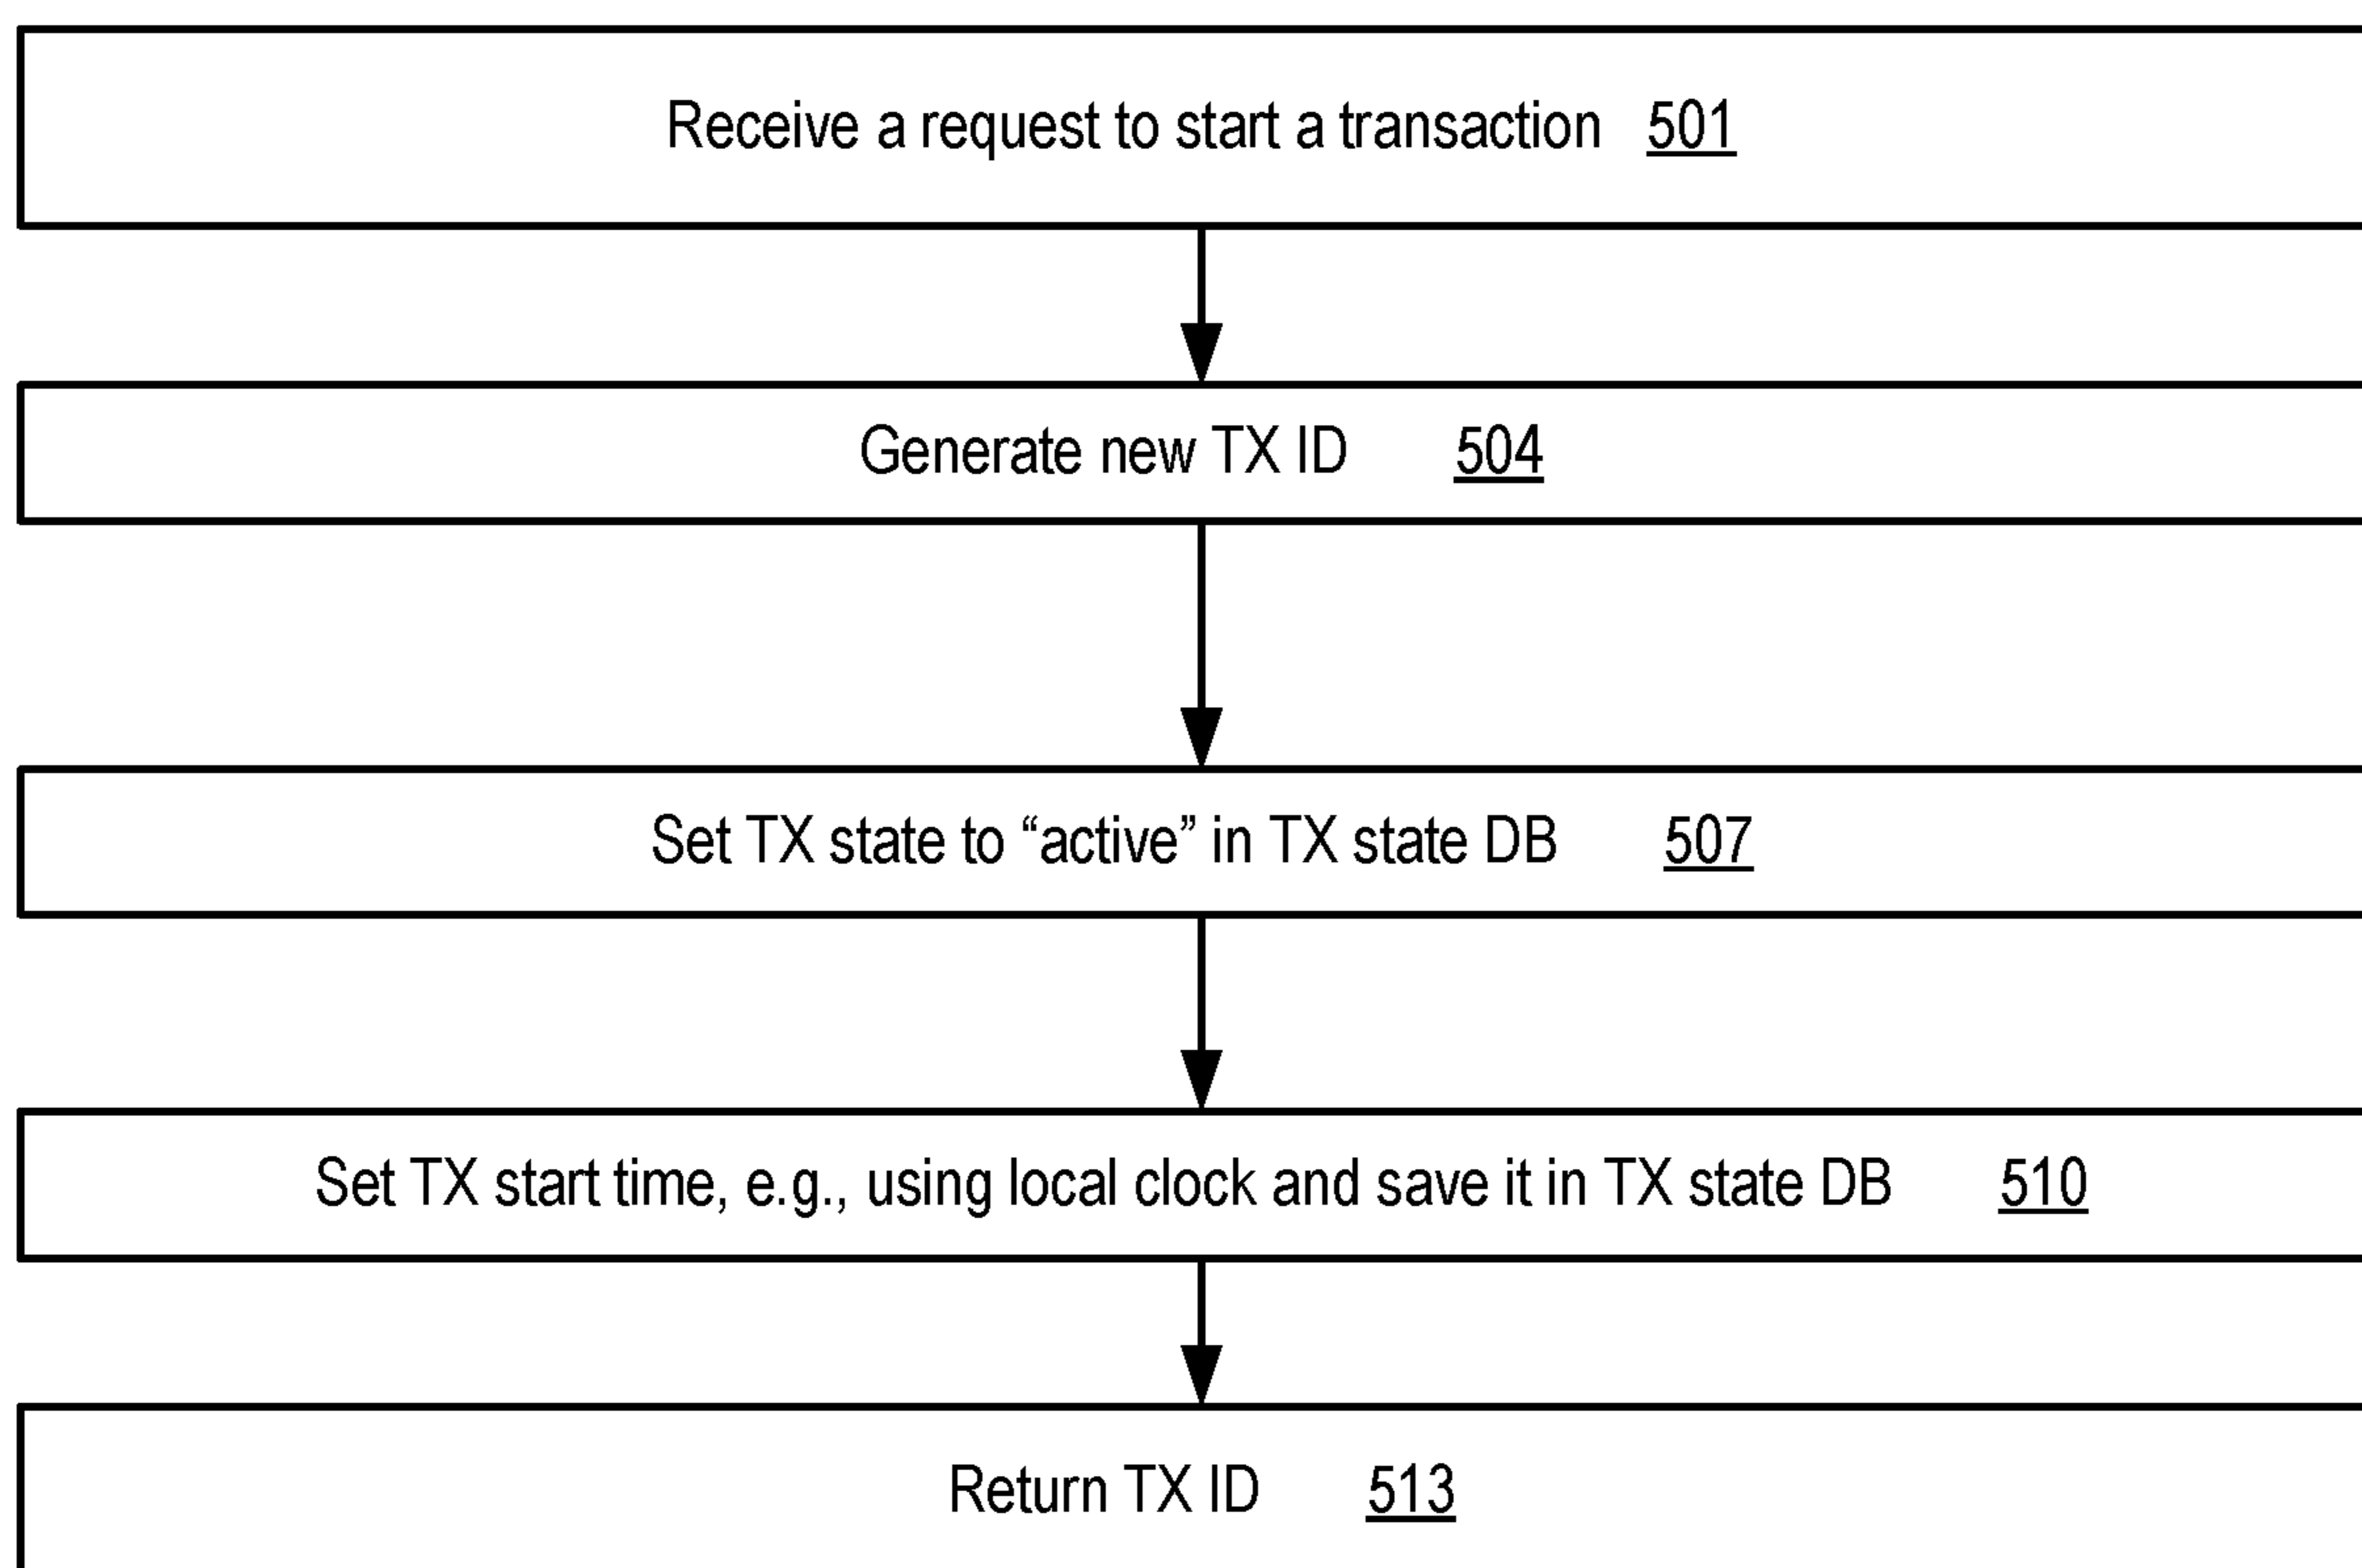 Receive a request to start a transaction 501
Generate new TX ID 504
Set TX state to “active” in TX state DB 507
Set TX start time, e.g., using local clock and save it in TX state DB 510
Return TX ID 513